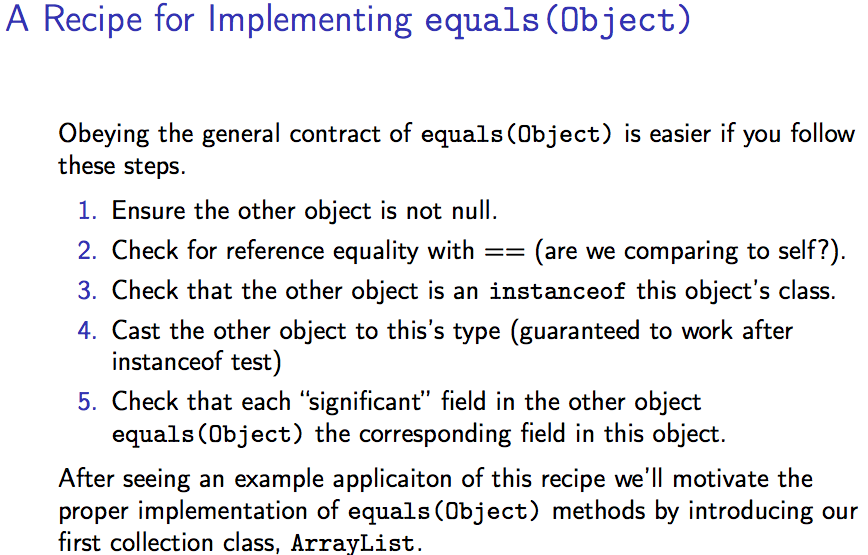 A Recipe for Implementing equals(Object)
Obeying the general contract of equals(Object) is easier if you follow
these steps.
1. Ensure the other object is not null.
2. Check for reference equality with == (are we comparing to self?).
3. Check that the other object is an instanceof this object's class.
4. Cast the other object to this's type (guaranteed to work after
instanceof test)
5. Check that each “significant” field in the other object
equals(Object) the corresponding field in this object.
After seeing an example applicaiton of this recipe we'll motivate the
proper implementation of equals(Object) methods by introducing our
first collection class, ArrayList.